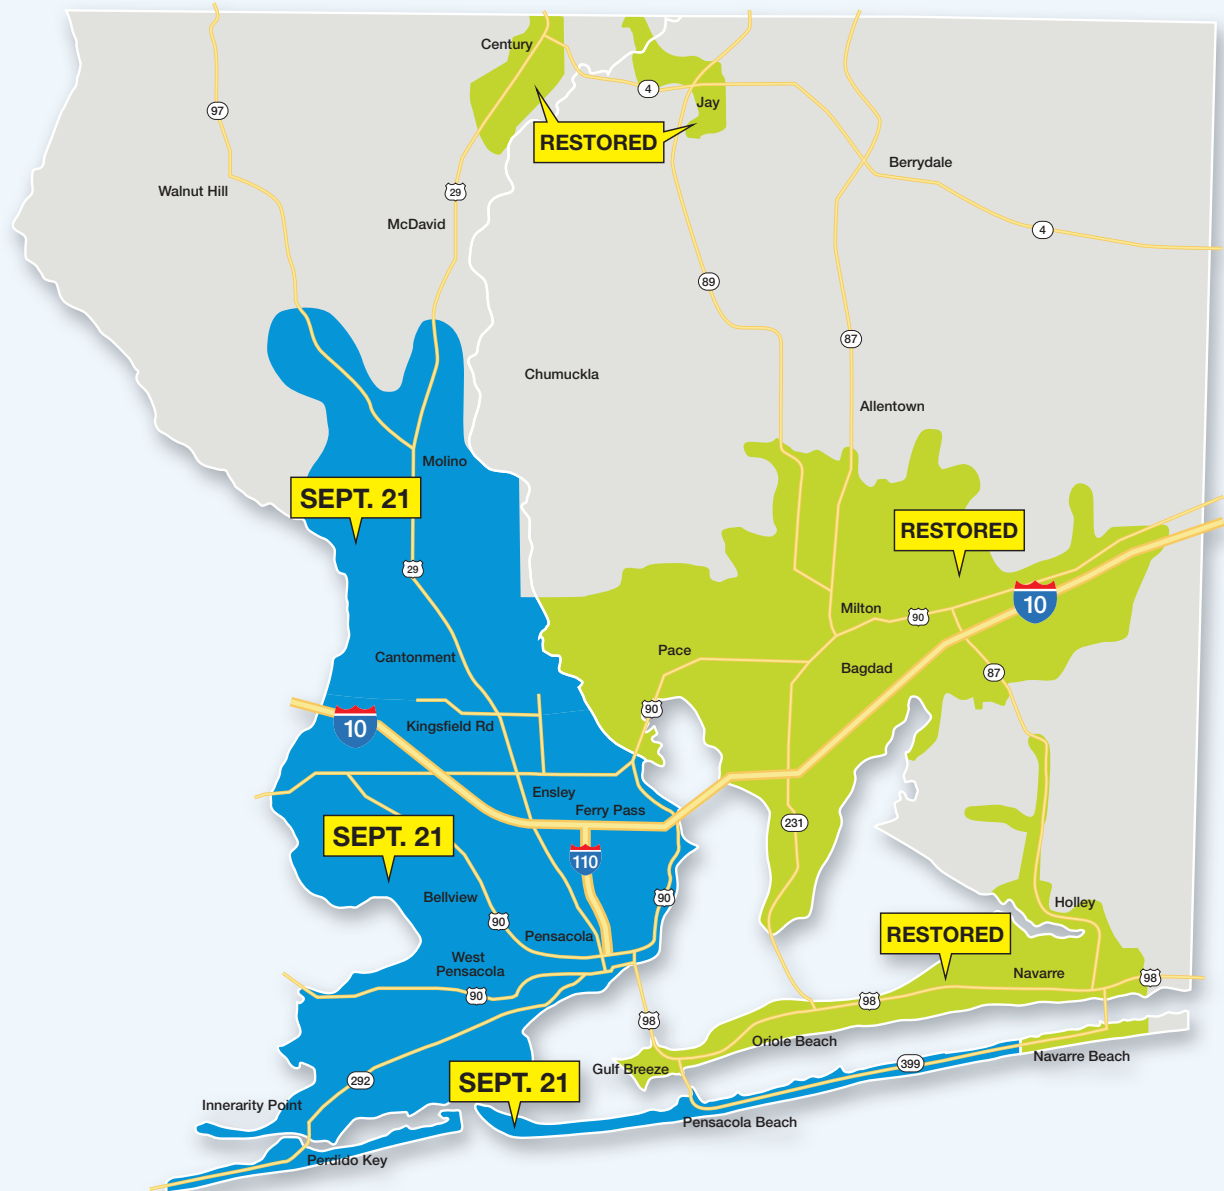 Century
4
Jay
97
RESTORED
Berrydale
Walnut Hill
29
McDavid
4
89
87
Chumuckla
Allentown
Molino
SEPT. 21
RESTORED
29
10
Milton
90
Cantonment
Pace
Bagdad
87
90
10
Kingsfield Rd
Ensley
Ferry Pass
231
SEPT. 21
110
Bellview
90
90
Holley
Pensacola
RESTORED
West
Pensacola
Navarre
98
90
98
98
Oriole Beach
Navarre Beach
399
Gulf Breeze
292
SEPT. 21
Innerarity Point
Pensacola Beach
Perdido Key